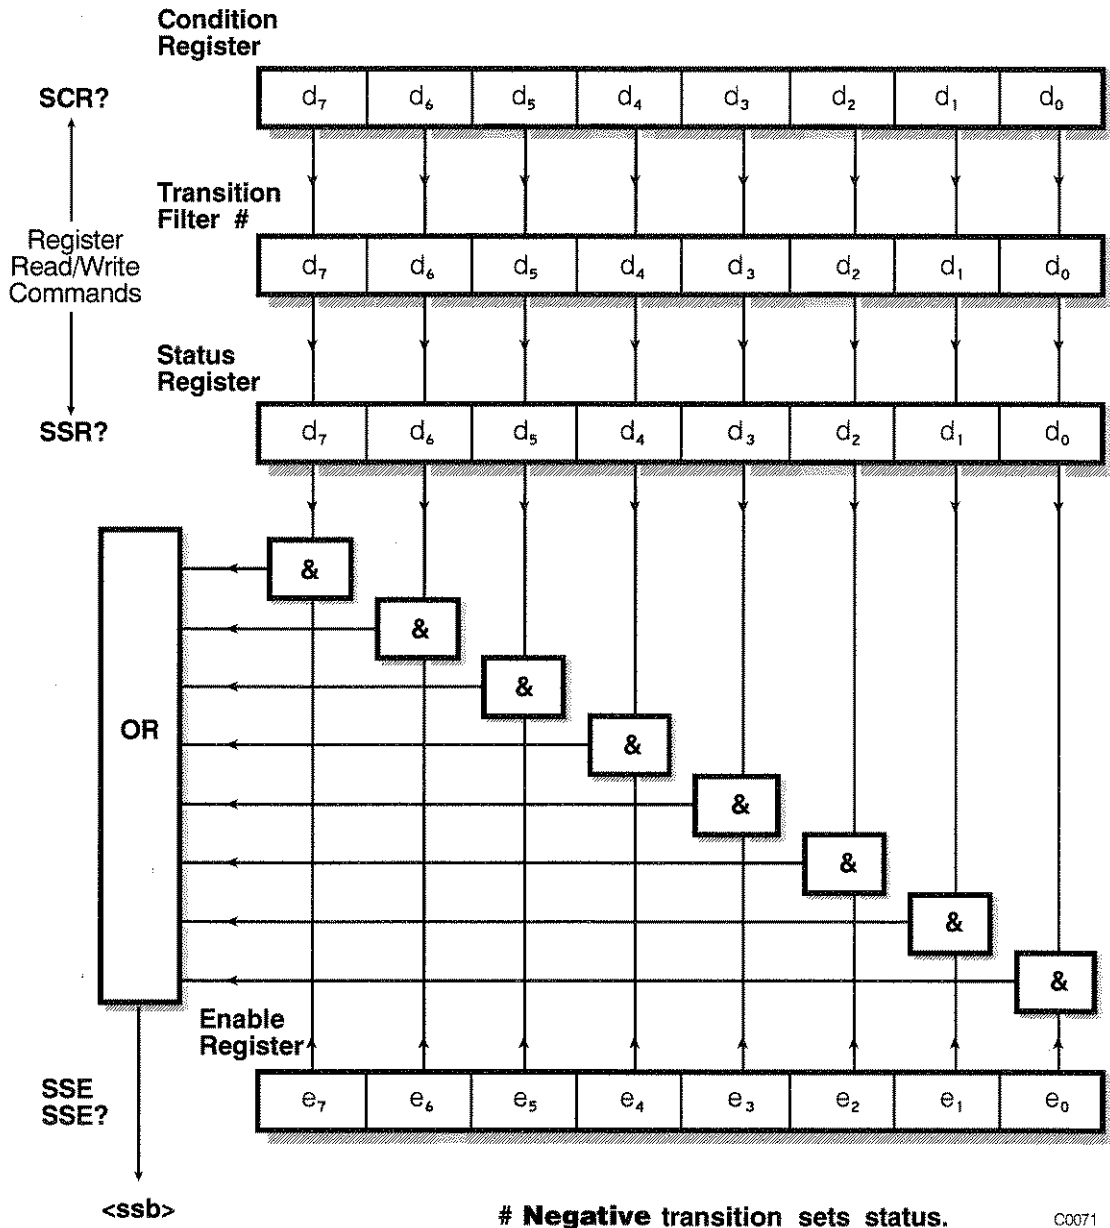 Condition
Register
SCR?
d₇ d₆ d₅ d₄ d₃ d₂ d₁ d₀
Transition
Filter #
Register
Read/Write
Commands
d₇ d₆ d₅ d₄ d₃ d₂ d₁ d₀
Status
Register
SSR?
d₇ d₆ d₅ d₄ d₃ d₂ d₁ d₀
&
&
&
&
&
&
&
&
OR
Enable
Register
SSE
SSE?
e₇ e₆ e₅ e₄ e₃ e₂ e₁ e₀
<ssb>
# Negative transition sets status.
C0071